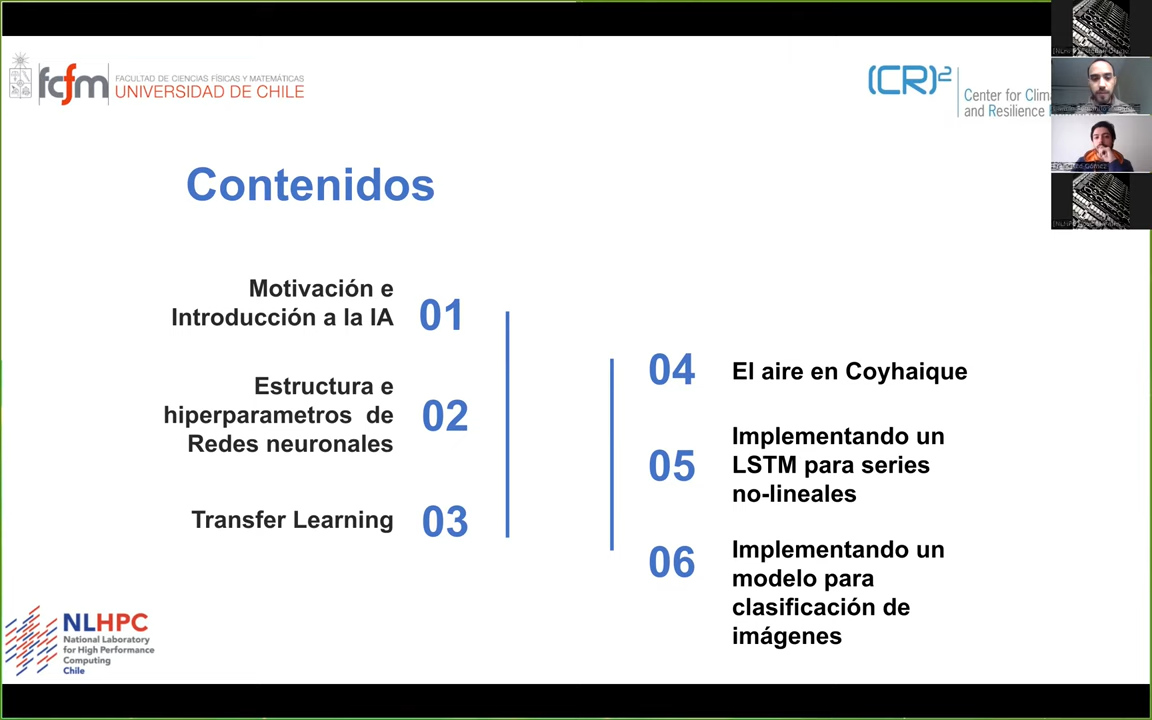 fcfm
FACULTAD DE CIENCIAS FÍSICAS Y MATEMÁTICAS
UNIVERSIDAD DE CHILE
(CR)2
Center for
and Resilience
Contenidos
Motivación e
Introducción a la IA
01
Estructura e
hiperparametros de
Redes neuronales
02
Transfer Learning
03
04
El aire en Coyhaique
05
Implementando un
LSTM para series
no-lineales
06
Implementando un
modelo para
clasificación de
imágenes
NLHPC
National Laboratory
for High Performance
Computing
Chile